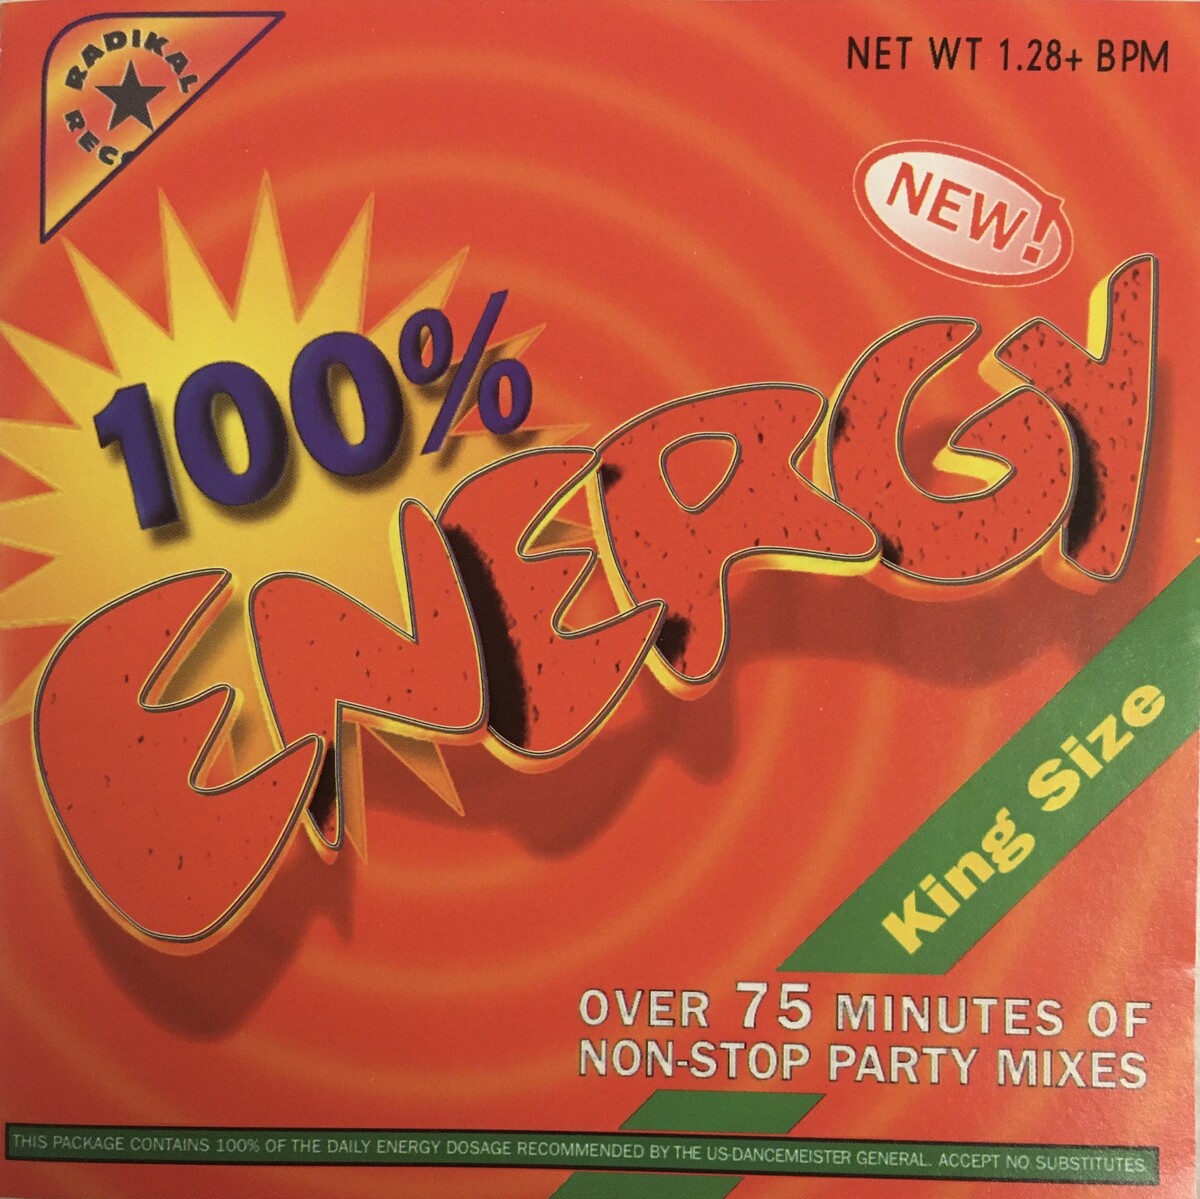 RADIKAL
NET WT 1.28+ BPM
NEW!
100%
ENERGY
King Size
OVER 75 MINUTES OF
NON-STOP PARTY MIXES
THIS PACKAGE CONTAINS 100% OF THE DAILY ENERGY DOSAGE RECOMMENDED BY THE US-DANCEMEISTER GENERAL. ACCEPT NO SUBSTITUTES.